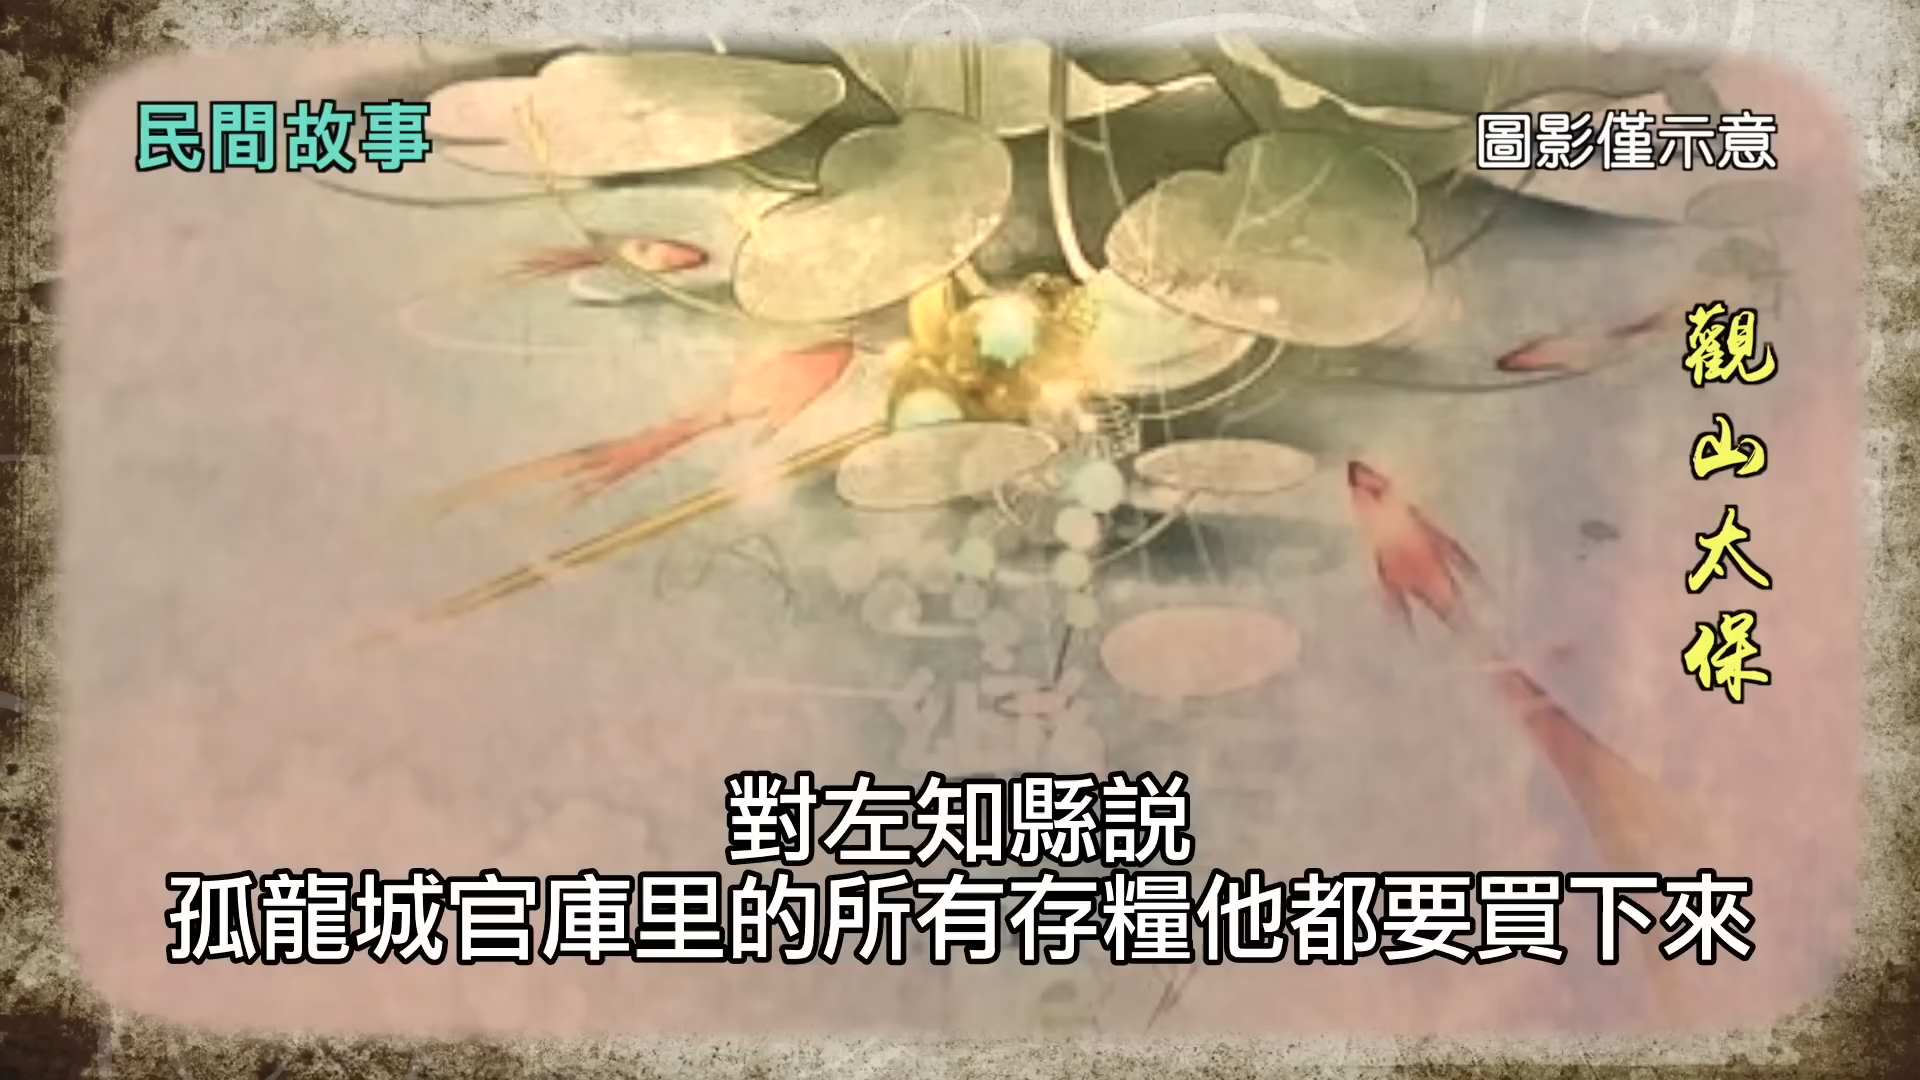 民間故事
圖影僅示意
觀山太保
對左知縣説
孤龍城官庫里的所有存糧他都要買下來